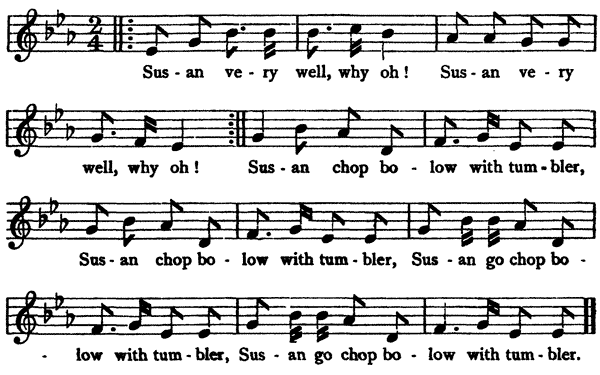 2
4
Sus - an ve - ry well, why oh! Sus - an ve - ry
well, why oh! Sus - an chop bo - low with tum - bler,
Sus - an chop bo - low with tum - bler, Sus - an go chop bo -
- low with tum - bler, Sus - an go chop bo - low with tum - bler.